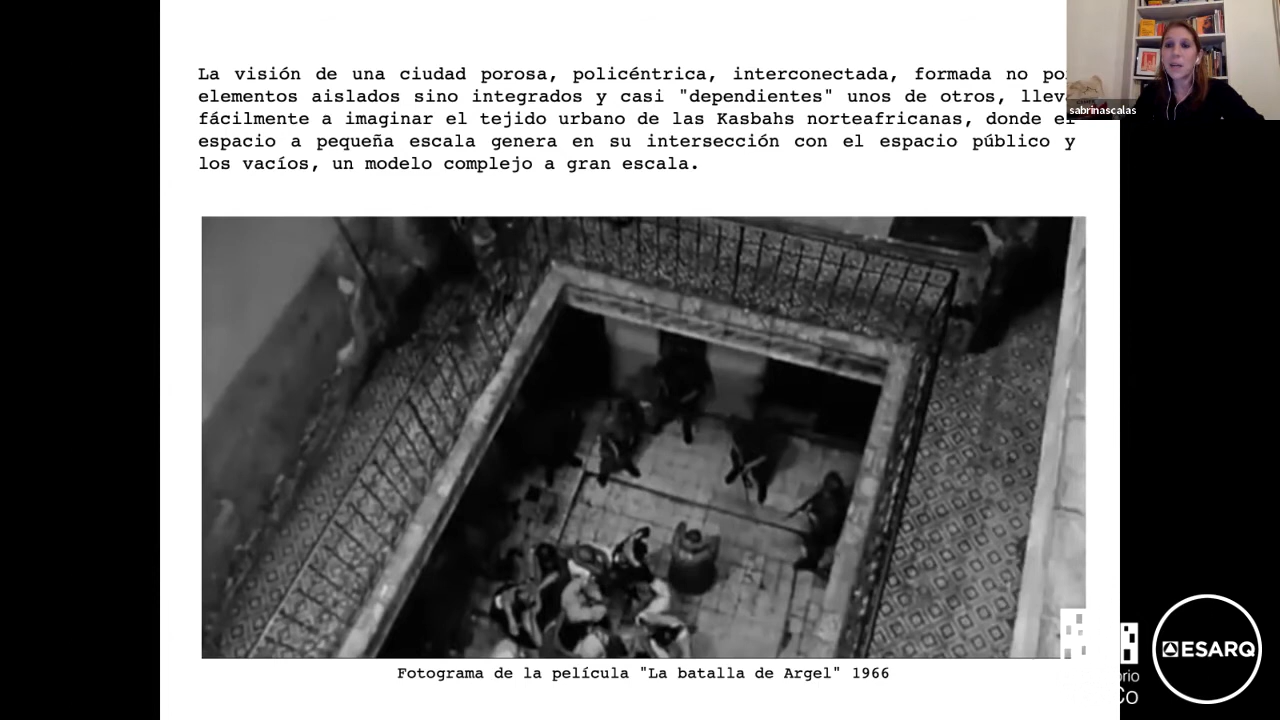 La visión de una ciudad porosa, policéntrica, interconectada, formada no
elementos aislados sino integrados y casi "dependientes" unos de otros,
fácilmente a imaginar el tejido urbano de las Kasbahs norteafricanas, donde
espacio a pequeña escala genera en su intersección con el espacio público y
los vacíos, un modelo complejo a gran escala.
sabrinascalas
Fotograma de la película "La batalla de Argel" 1966
ESARQ